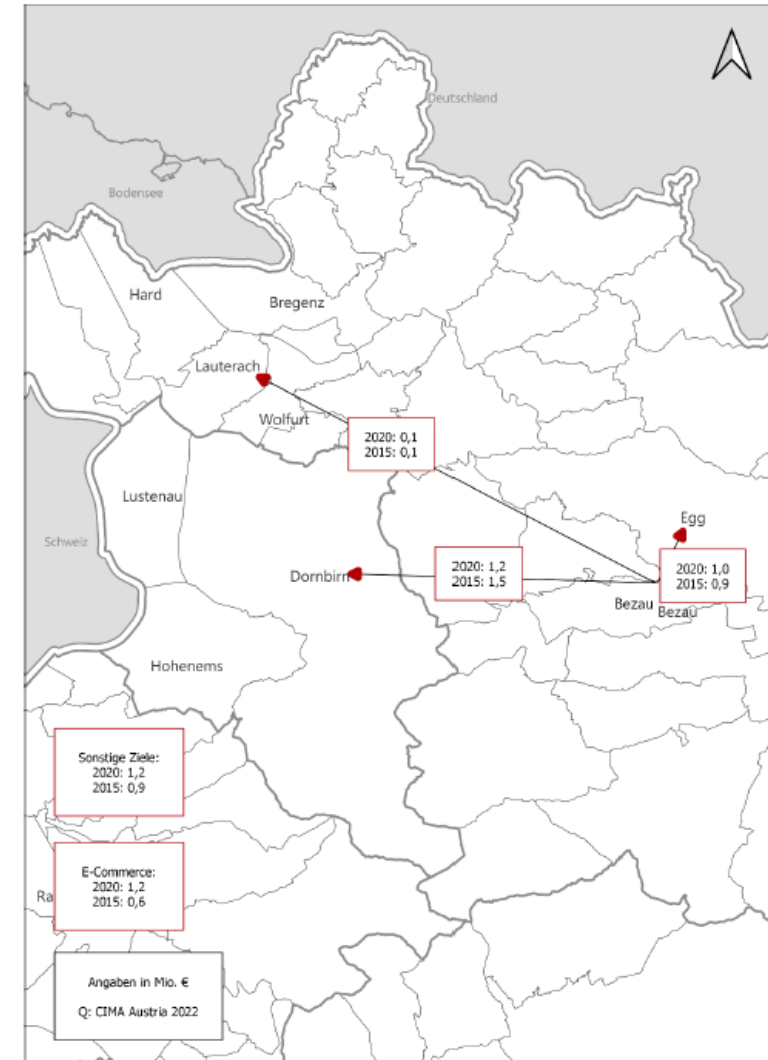 Deutschland
Bodensee
Hard
Bregenz
Lauterach
Wolfurt
2020: 0,1
2015: 0,1
Lustenau
Egg
Schweiz
Dornbirn
2020: 1,2
2015: 1,5
2020: 1,0
2015: 0,9
Bezau Bezau
Hohenems
Sonstige Ziele:
2020: 1,2
2015: 0,9
E-Commerce:
2020: 1,2
2015: 0,6
Ra
Angaben in Mio. €
Q: CIMA Austria 2022